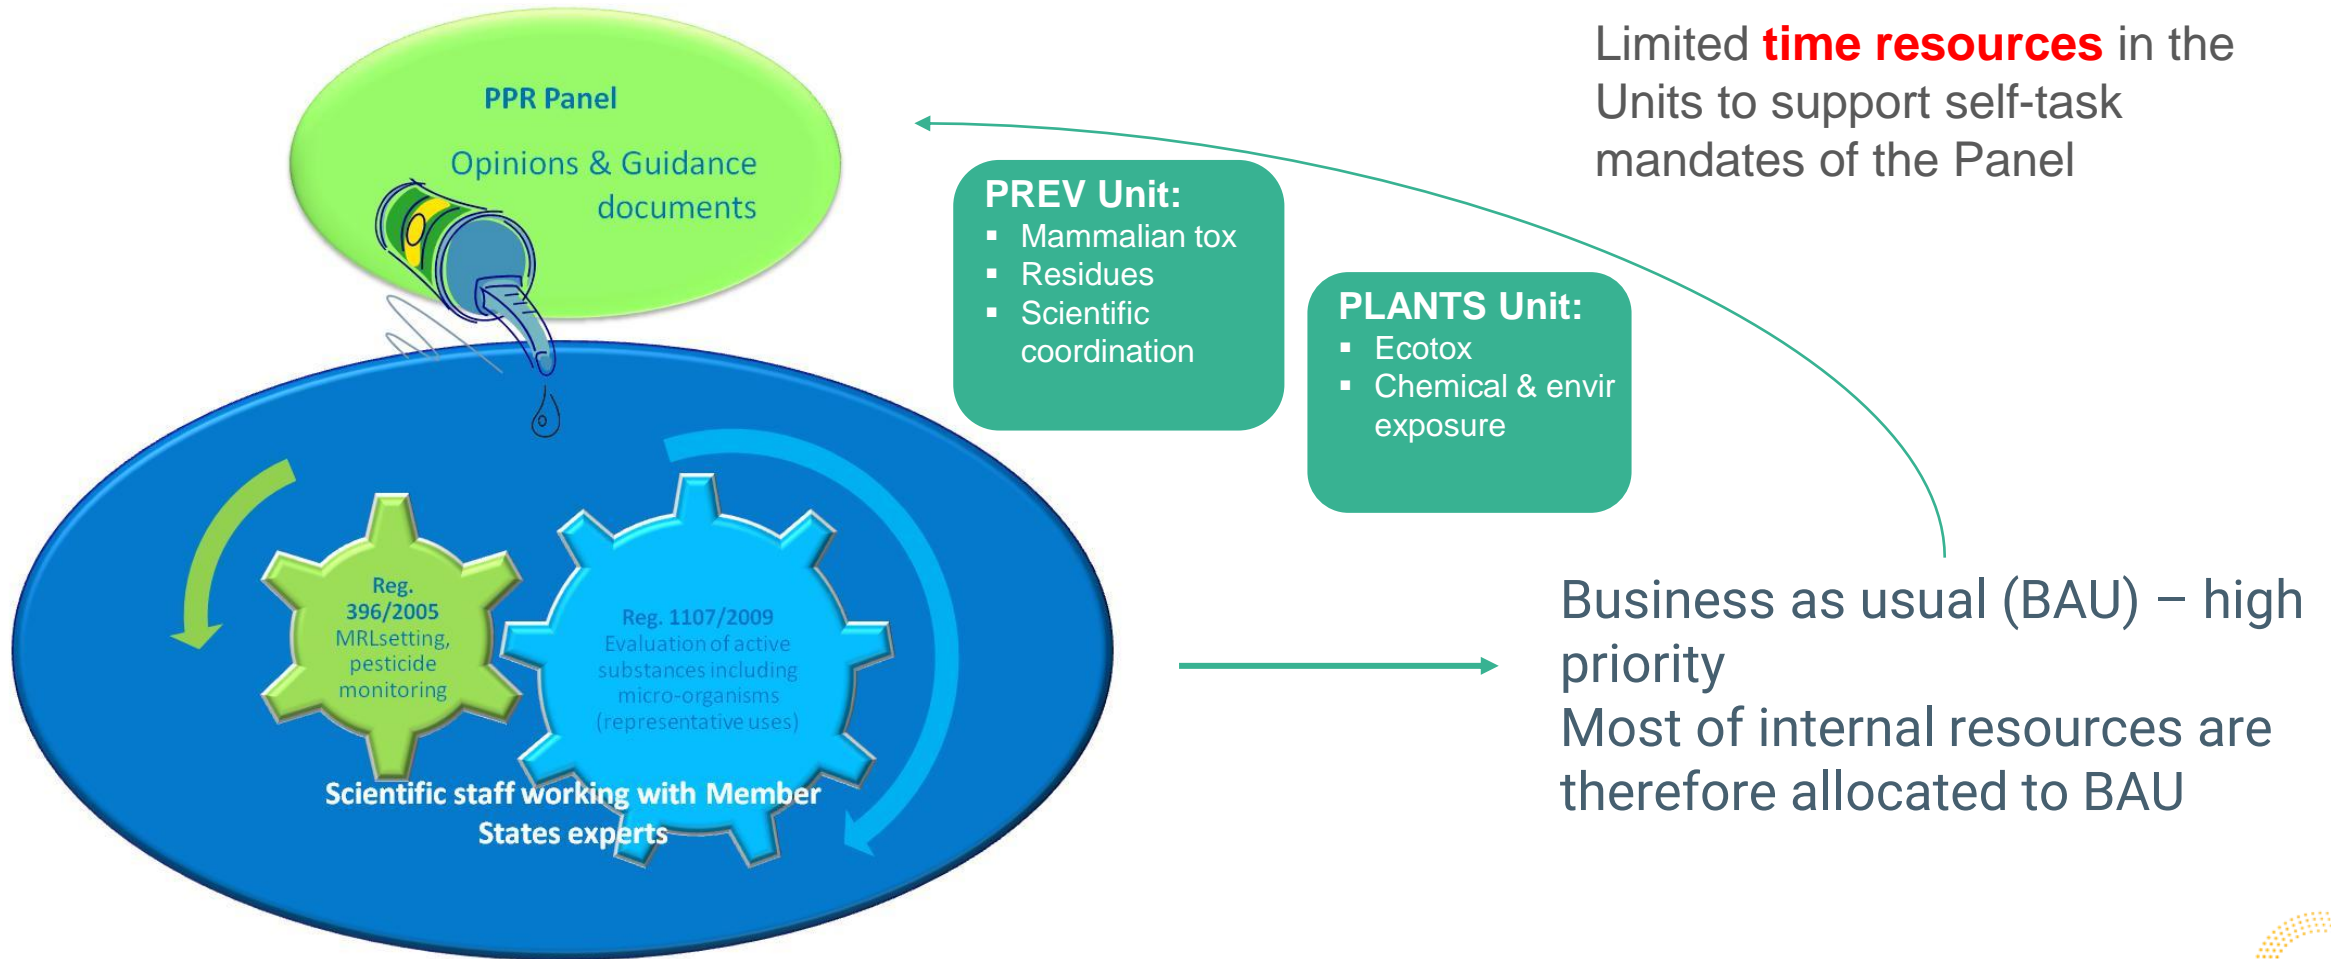 PPR Panel
Opinions & Guidance
documents
Limited time resources in the
Units to support self-task
mandates of the Panel
PREV Unit:
▪ Mammalian tox
▪ Residues
▪ Scientific
coordination
PLANTS Unit:
▪ Ecotox
▪ Chemical & envir
exposure
Reg.
396/2005
MRLsetting,
pesticide
monitoring
Reg. 1107/2009
Evaluation of active
substances including
micro-organisms
(representative uses)
Scientific staff working with Member
States experts
Business as usual (BAU) – high
priority
Most of internal resources are
therefore allocated to BAU